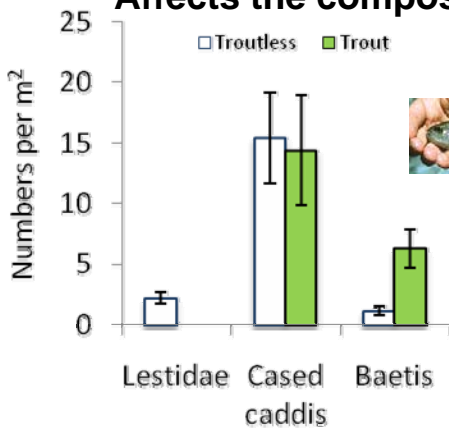 Affects the compos
25
Troutless Trout
20
15
10
5
0
Numbers per m²
Lestidae Cased caddis Baetis